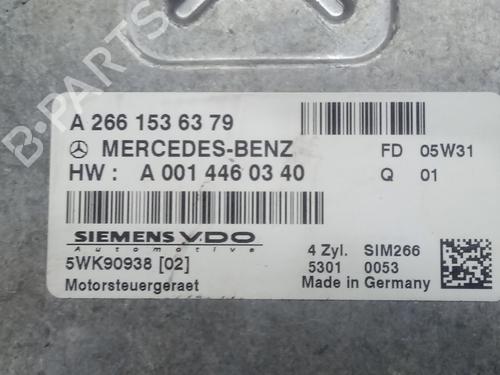 B-PARTS
A 266 153 63 79
MERCEDES-BENZ FD 05W31
HW : A 001 446 03 40 Q 01
SIEMENS VDO
Automotive
4 Zyl. SIM266
5WK90938 [02] 5301 0053
Motorsteuergeraet Made in Germany